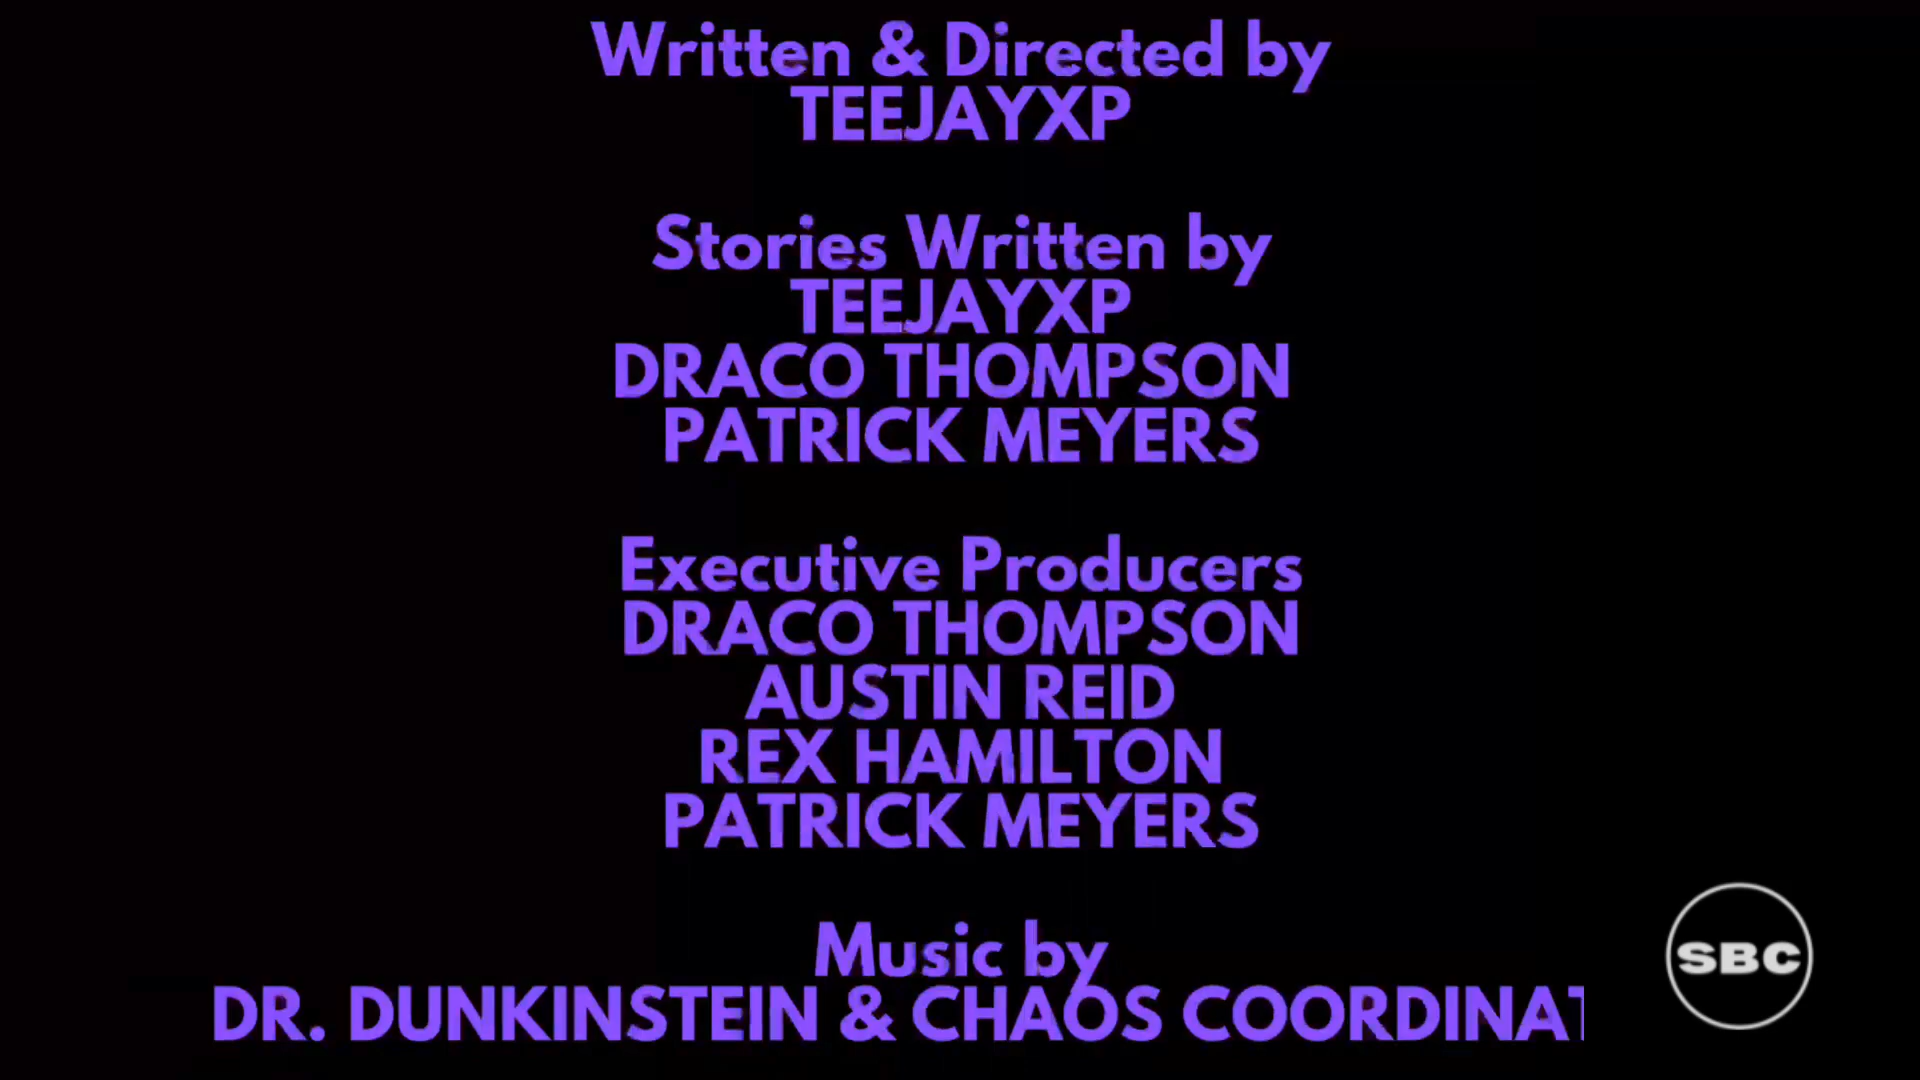 Written & Directed by
TEEJAYXP
Stories Written by
TEEJAYXP
DRACO THOMPSON
PATRICK MEYERS
Executive Producers
DRACO THOMPSON
AUSTIN REID
REX HAMILTON
PATRICK MEYERS
Music by
DR. DUNKINSTEIN & CHAOS COORDINAT
SBC